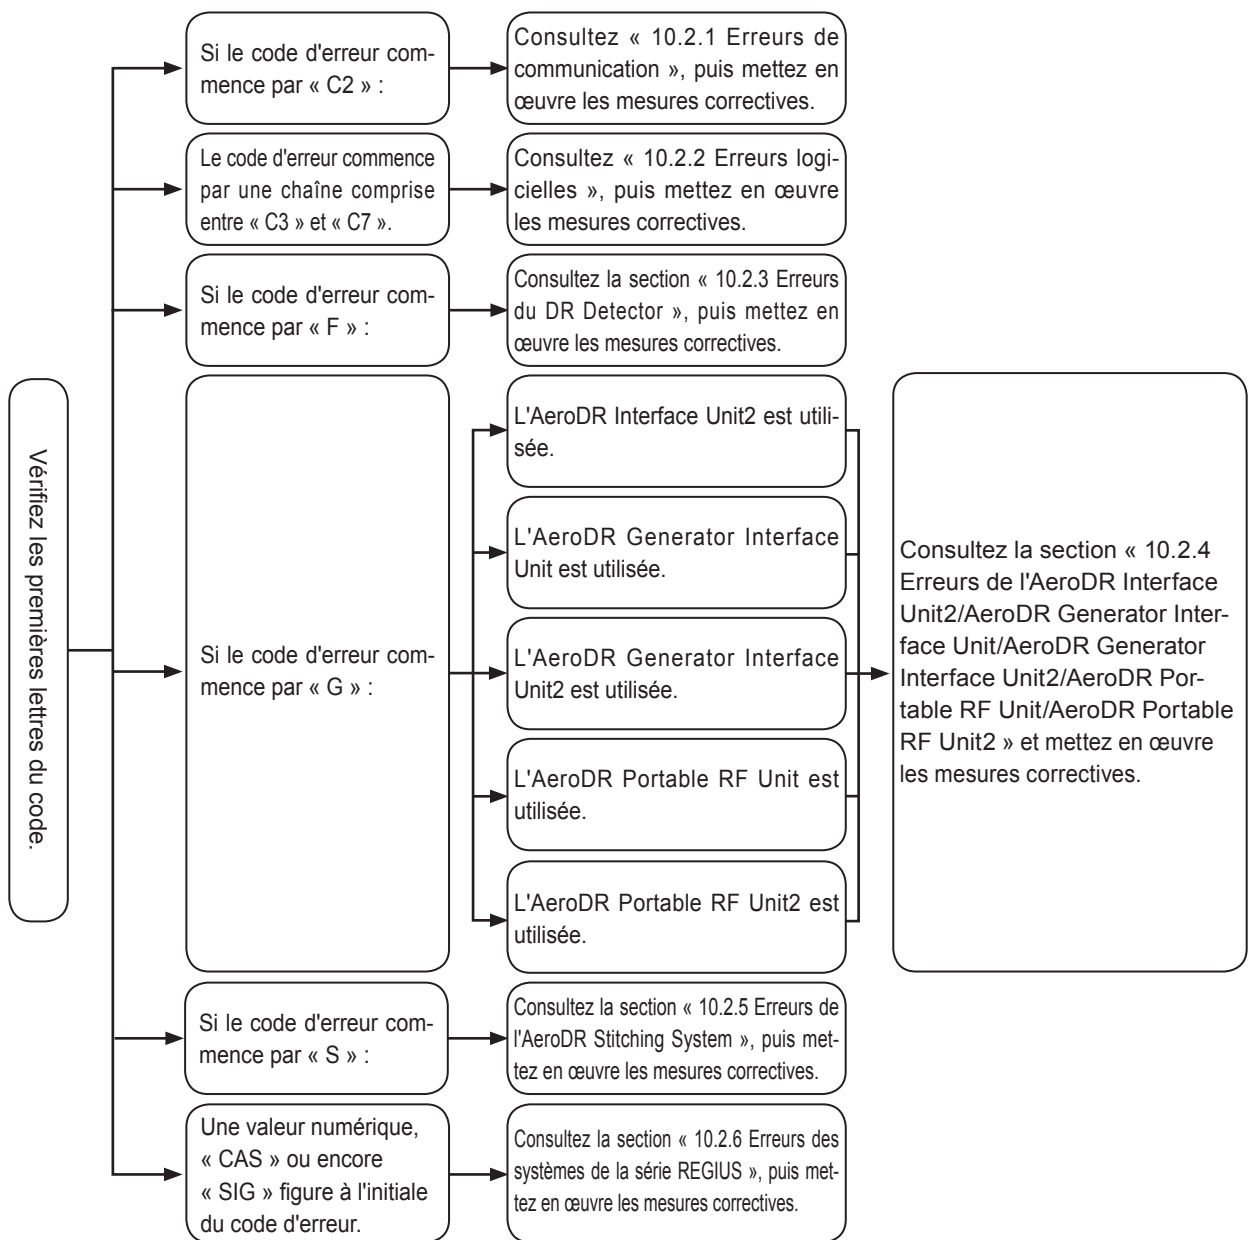 Vérifiez les premières lettres du code.
Si le code d'erreur com-
mence par « C2 » :
Consultez « 10.2.1 Erreurs de
communication », puis mettez en
œuvre les mesures correctives.
Le code d'erreur commence
par une chaîne comprise
entre « C3 » et « C7 ».
Consultez « 10.2.2 Erreurs logi-
cielles », puis mettez en œuvre
les mesures correctives.
Si le code d'erreur com-
mence par « F » :
Consultez la section « 10.2.3 Erreurs
du DR Detector », puis mettez en
œuvre les mesures correctives.
Si le code d'erreur com-
mence par « G » :
L'AeroDR Interface Unit2 est utili-
sée.
L'AeroDR Generator Interface
Unit est utilisée.
L'AeroDR Generator Interface
Unit2 est utilisée.
L'AeroDR Portable RF Unit est
utilisée.
L'AeroDR Portable RF Unit2 est
utilisée.
Consultez la section « 10.2.4
Erreurs de l'AeroDR Interface
Unit2/AeroDR Generator Inter-
face Unit/AeroDR Generator
Interface Unit2/AeroDR Por-
table RF Unit/AeroDR Portable
RF Unit2 » et mettez en œuvre
les mesures correctives.
Si le code d'erreur com-
mence par « S » :
Consultez la section « 10.2.5 Erreurs de
l'AeroDR Stitching System », puis met-
tez en œuvre les mesures correctives.
Une valeur numérique,
« CAS » ou encore
« SIG » figure à l'initiale
du code d'erreur.
Consultez la section « 10.2.6 Erreurs des
systèmes de la série REGIUS », puis met-
tez en œuvre les mesures correctives.